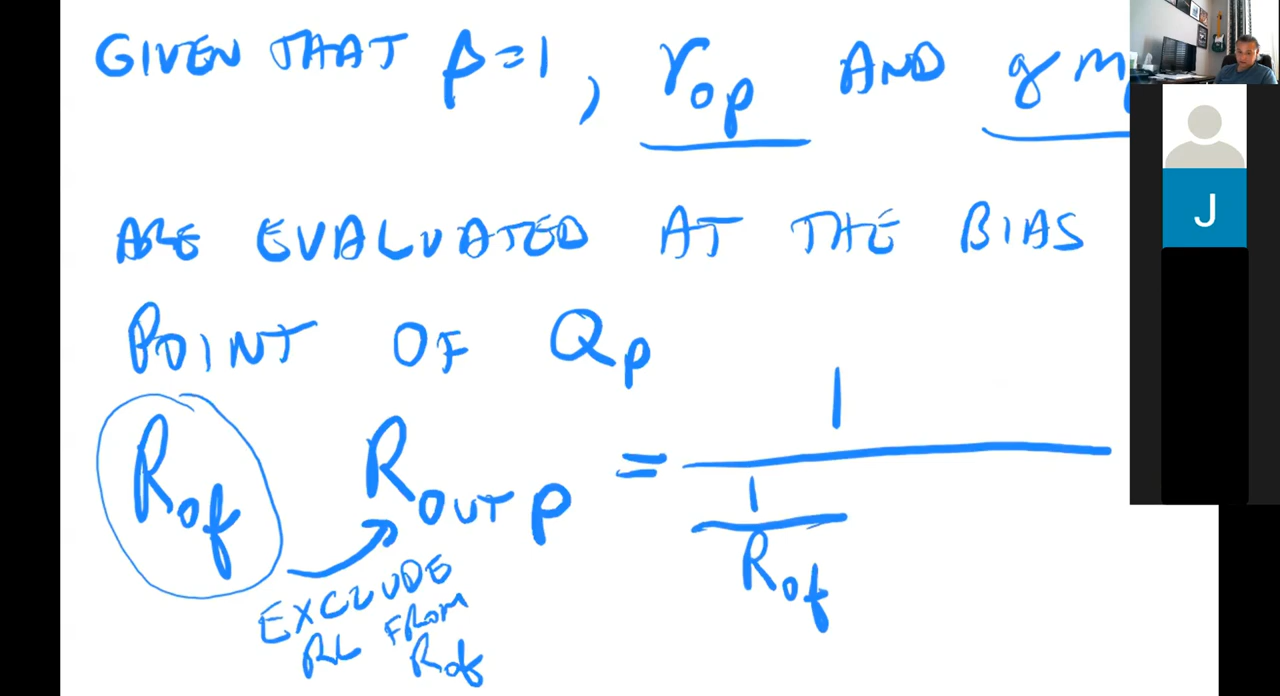 GIVEN THAT β=1, rop AND gm
ARE EVALUATED AT THE BIAS
POINT OF Qp
Rof ROUT P = 1
1
Rof
EXCLUDE
RL FROM
Rof
J